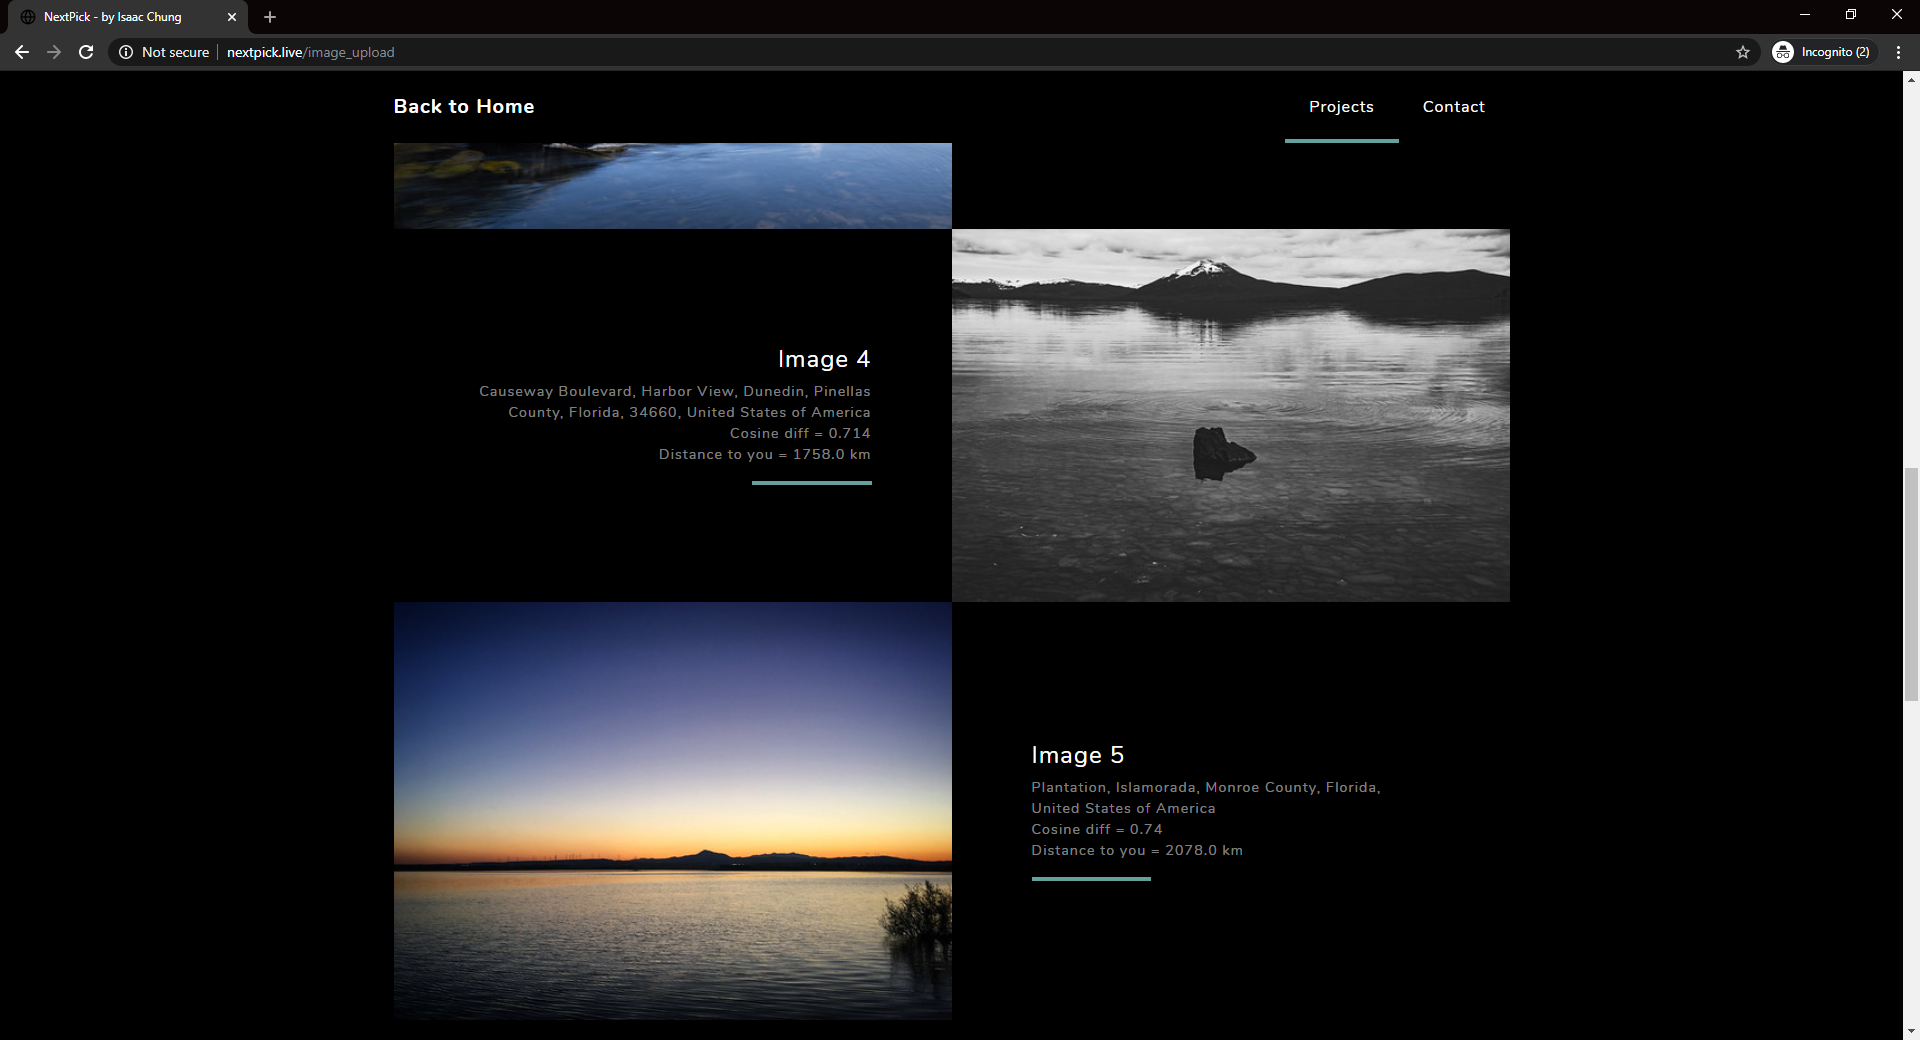 NextPick - by Isaac Chung
Not secure
nextpick.live/image_upload
Incognito (2)
Back to Home
Projects
Contact
Image 4
Causeway Boulevard, Harbor View, Dunedin, Pinellas
County, Florida, 34660, United States of America
Cosine diff = 0.714
Distance to you = 1758.0 km
Image 5
Plantation, Islamorada, Monroe County, Florida,
United States of America
Cosine diff = 0.74
Distance to you = 2078.0 km